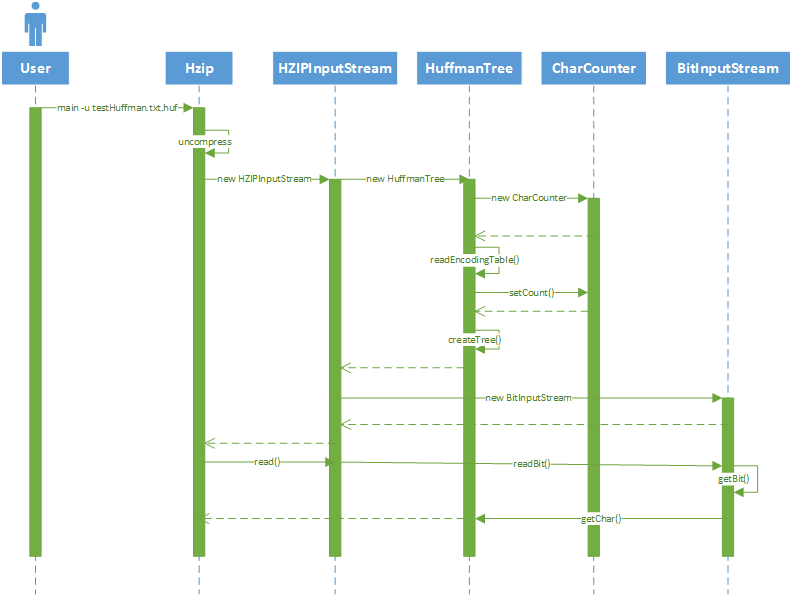 User
Hzip
HZIPInputStream
HuffmanTree
CharCounter
BitInputStream
main -u testHuffman.txt.huf
uncompress
new HZIPInputStream
new HuffmanTree
new CharCounter
readEncodingTable()
setCount()
createTree()
new BitInputStream
read()
readBit()
getBit()
getChar()